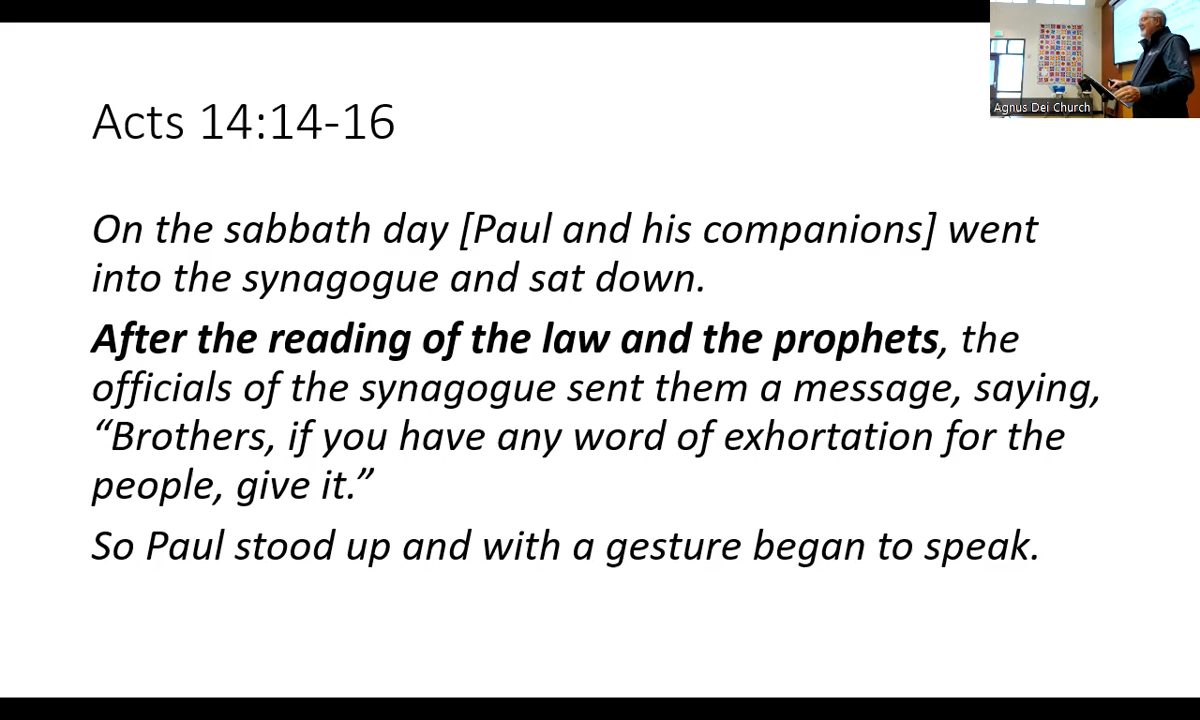 Agnus Dei Church
Acts 14:14-16
On the sabbath day [Paul and his companions] went
into the synagogue and sat down.
After the reading of the law and the prophets, the
officials of the synagogue sent them a message, saying,
“Brothers, if you have any word of exhortation for the
people, give it.”
So Paul stood up and with a gesture began to speak.